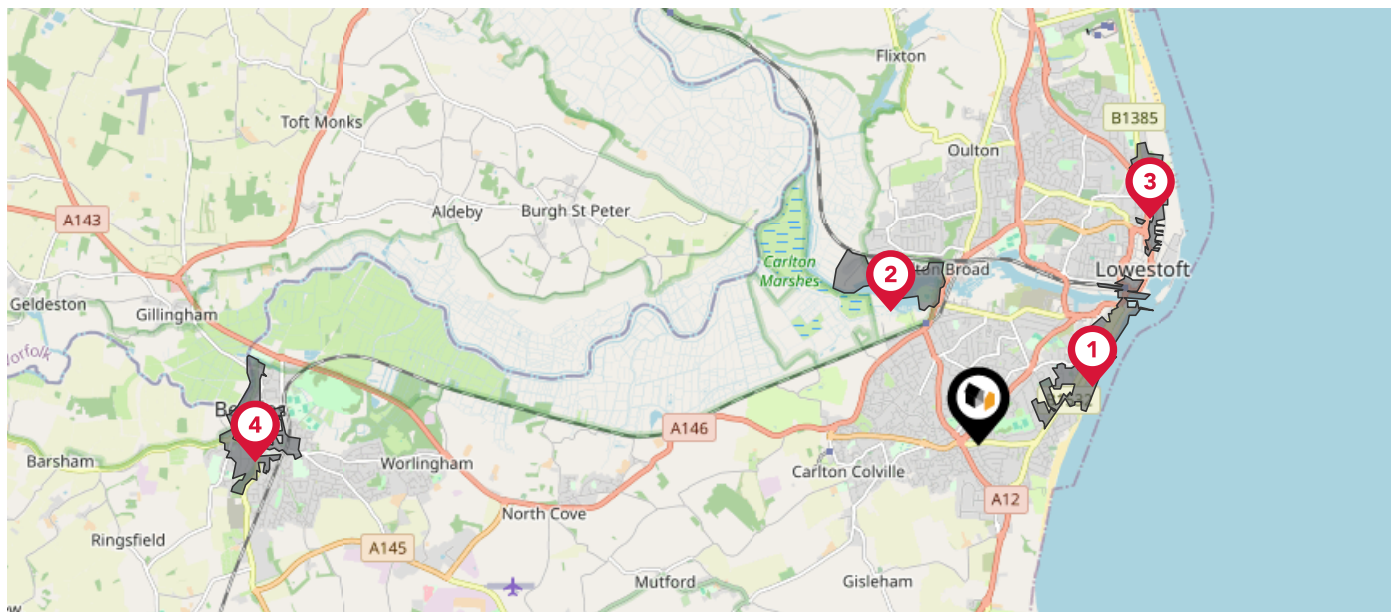 Flixton
B1385
Toft Monks
Oulton
3
A143
Aldeby
Burgh St Peter
Carlton
Marshes
2
Broad
Lowestoft
Geldeston
Gillingham
1
4
A146
Barsham
Worlingham
Carlton Colville
A12
North Cove
Ringsfield
A145
Mutford
Gisleham